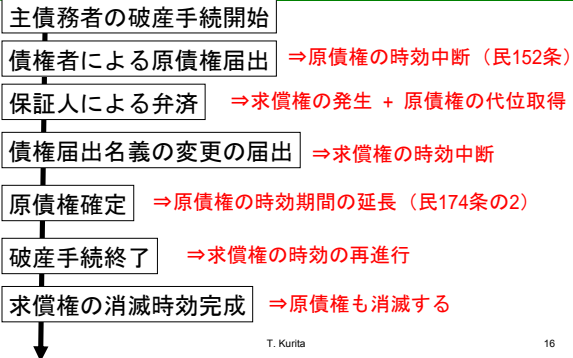 主債務者の破産手続開始
債権者による原債権届出 ⇒原債権の時効中断（民152条）
保証人による弁済 ⇒求償権の発生 + 原債権の代位取得
債権届出名義の変更の届出 ⇒求償権の時効中断
原債権確定 ⇒原債権の時効期間の延長（民174条の2）
破産手続終了 ⇒求償権の時効の再進行
求償権の消滅時効完成 ⇒原債権も消滅する
T. Kurita 16